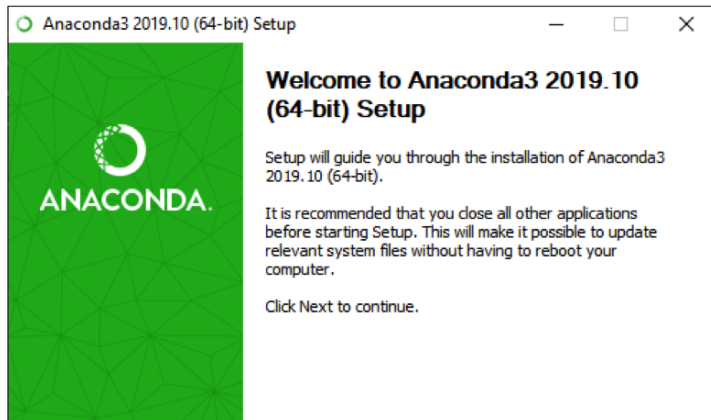 Anaconda3 2019.10 (64-bit) Setup
ANACONDA.
Welcome to Anaconda3 2019.10
(64-bit) Setup
Setup will guide you through the installation of Anaconda3
2019.10 (64-bit).
It is recommended that you close all other applications
before starting Setup. This will make it possible to update
relevant system files without having to reboot your
computer.
Click Next to continue.